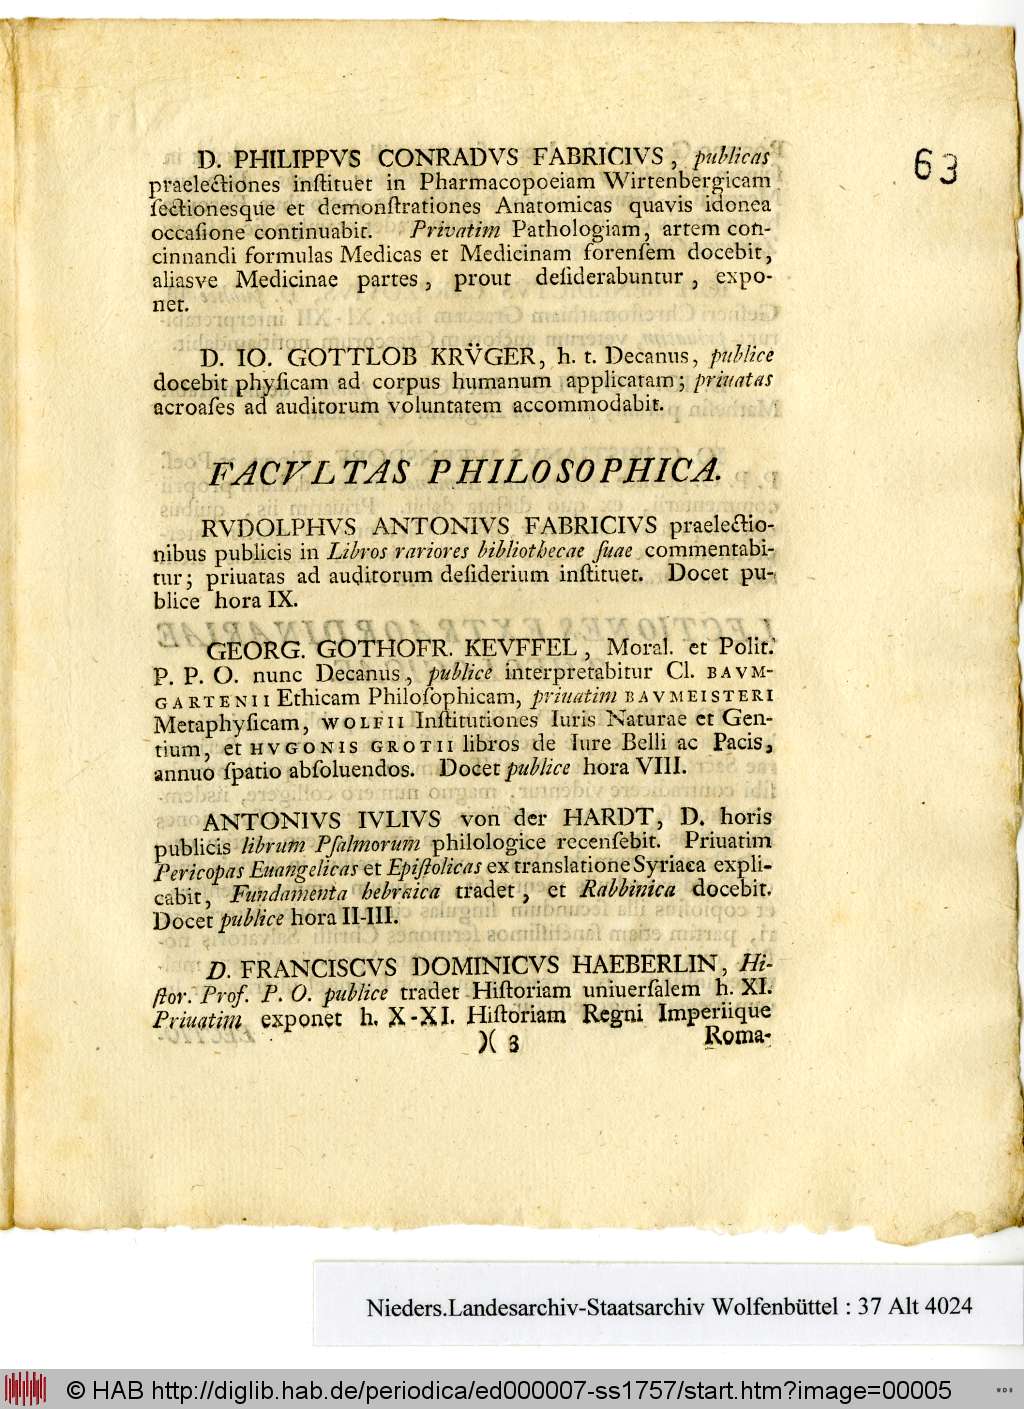 63
D. PHILIPPVS CONRADVS FABRICIVS, publicas
praelectiones inſtituet in Pharmacopoeiam Wirtenbergicam
ſectionesque et demonſtrationes Anatomicas quavis idonea
occaſione continuabit. Privatim Pathologiam, artem con-
cinnandi formulas Medicas et Medicinam forenſem docebit,
aliasve Medicinae partes, prout deſiderabuntur, expo-
net.
D. IO. GOTTLOB KRV̈GER, h. t. Decanus, publice
docebit phyſicam ad corpus humanum applicatam; priuatas
acroaſes ad auditorum voluntatem accommodabit.
FACVLTAS PHILOSOPHICA.
RVDOLPHVS ANTONIVS FABRICIVS praelectio-
nibus publicis in Libros rariores bibliothecae ſuae commentabi-
tur; priuatas ad auditorum deſiderium inſtituet. Docet pu-
blice hora IX.
GEORG. GOTHOFR. KEVFFEL, Moral. et Polit.
P. P. O. nunc Decanus, publice interpretabitur Cl. BAVM-
GARTENII Ethicam Philoſophicam, priuatim BAVMEISTERI
Metaphyſicam, WOLFII Inſtitutiones Iuris Naturae et Gen-
tium, et HVGONIS GROTII libros de Iure Belli ac Pacis,
annuo ſpatio abſoluendos. Docet publice hora VIII.
ANTONIVS IVLIVS von der HARDT, D. horis
publicis librum Pſalmorum philologice recenſebit. Priuatim
Pericopas Euangelicas et Epiſtolicas ex translatione Syriaca expli-
cabit, Fundamenta hebraica tradet, et Rabbinica docebit.
Docet publice hora II-III.
D. FRANCISCVS DOMINICVS HAEBERLIN, Hi-
ſtor. Prof. P. O. publice tradet Hiſtoriam uniuerſalem h. XI.
Priuatim exponet h. X-XI. Hiſtoriam Regni Imperiique
)( 3 Roma-
Nieders.Landesarchiv-Staatsarchiv Wolfenbüttel : 37 Alt 4024
© HAB http://diglib.hab.de/periodica/ed000007-ss1757/start.htm?image=00005